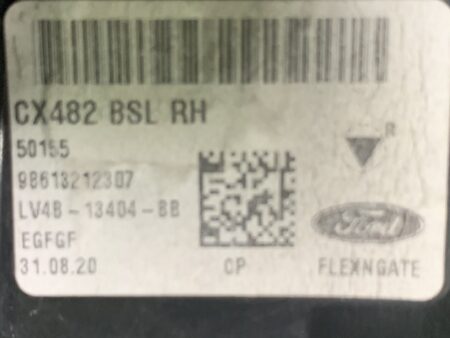 CX482 BSL RH
50155
98613212307
LV4B-13404-BB
EGFGF
31.08.20
CP
R
Ford
FLEXNGATE